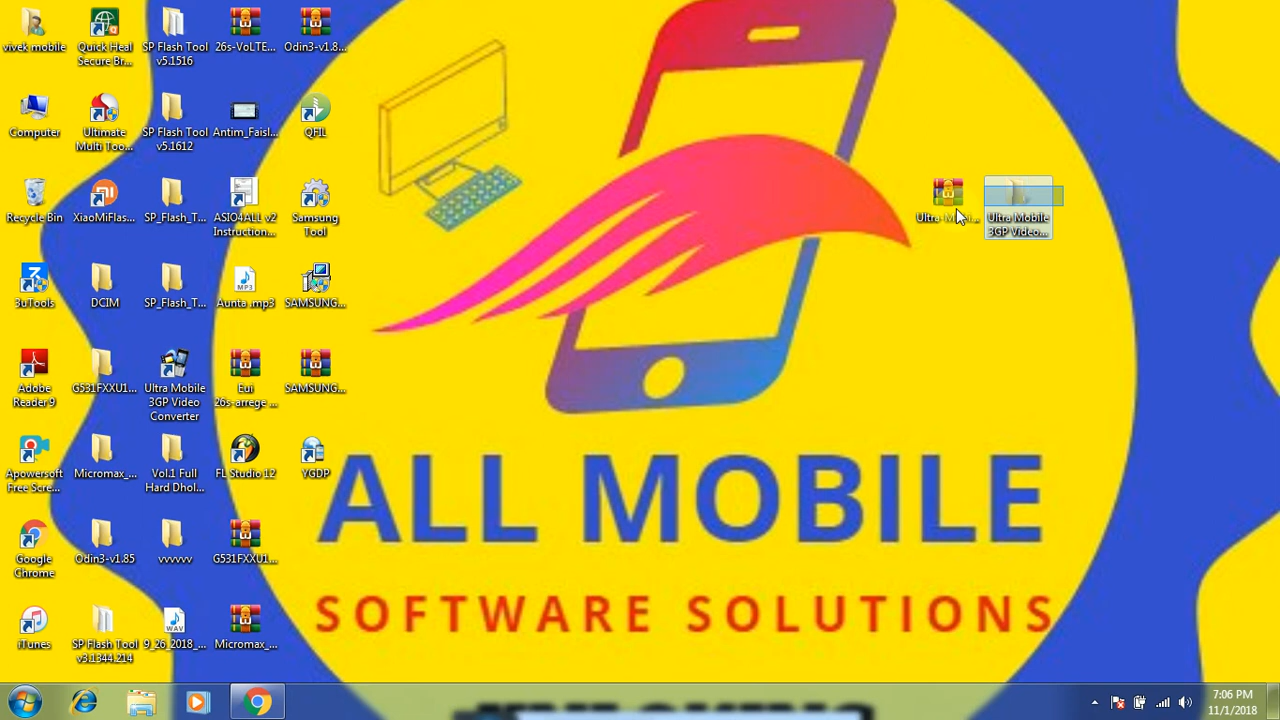 vivek mobile
Quick Heal
Secure Br...
SP Flash Tool
v5.1516
26s-VoLTE...
Odin3-v1.8...
Computer
Ultimate
Multi Too...
SP Flash Tool
v5.1612
Antim_Faisl...
QFIL
Recycle Bin
XiaoMiFlas...
SP_Flash_T...
ASIO4ALL v2
Instruction...
Samsung
Tool
3uTools
DCIM
SP_Flash_T...
Aunta .mp3
SAMSUNG...
Adobe
Reader 9
G531FXXU1...
Ultra Mobile
3GP Video
Converter
Eui
26s-arrege ...
SAMSUNG...
Apowersoft
Free Scre...
Micromax_...
Vol.1 Full
Hard Dhol...
FL Studio 12
YGDP
Google
Chrome
Odin3-v1.85
vvvvvv
G531FXXU1...
iTunes
SP Flash Tool
v3.1344.214
9_26_2018_...
Micromax_...
Ultra Mobile
3GP Video...
ALL MOBILE
SOFTWARE SOLUTIONS
7:06 PM
11/1/2018